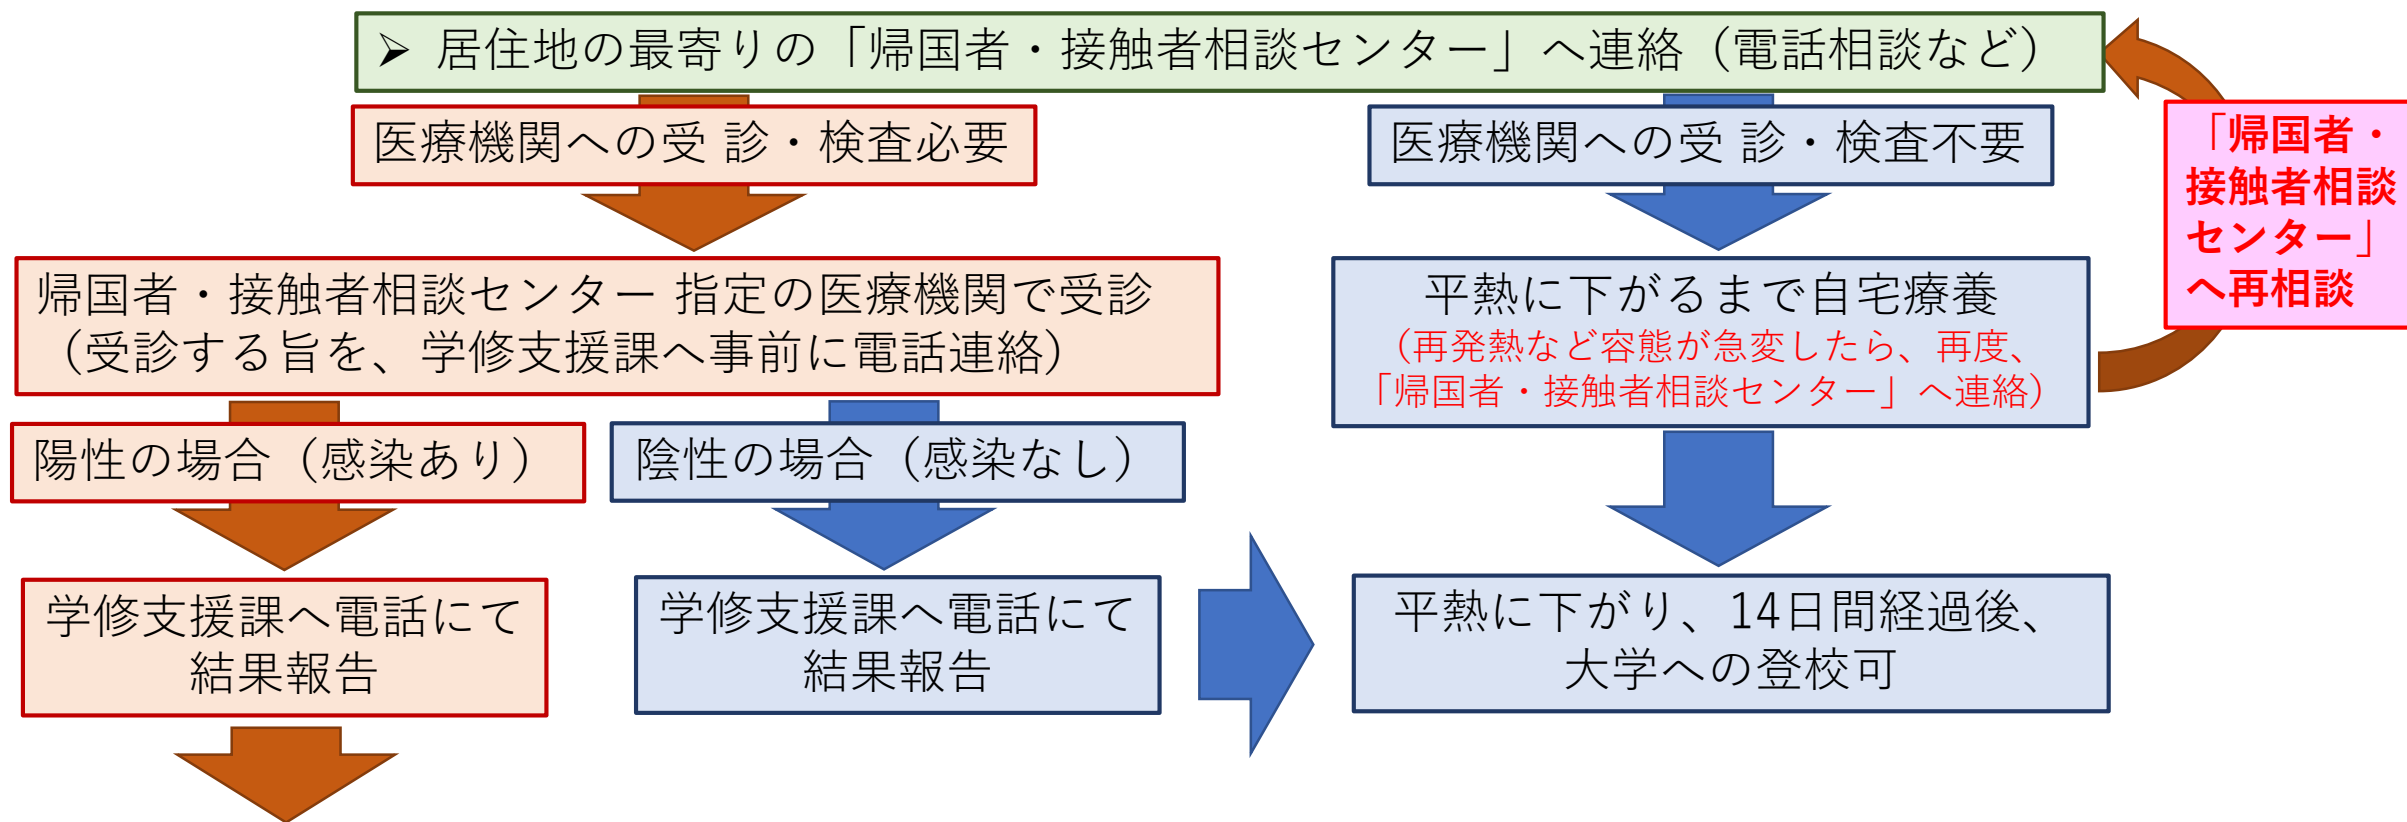 ➢ 居住地の最寄りの「帰国者・接触者相談センター」へ連絡（電話相談など）
医療機関への受 診・検査必要
医療機関への受 診・検査不要
「帰国者・
接触者相談
センター」
へ再相談
帰国者・接触者相談センター 指定の医療機関で受診
（受診する旨を、学修支援課へ事前に電話連絡）
平熱に下がるまで自宅療養
（再発熱など容態が急変したら、再度、
「帰国者・接触者相談センター」へ連絡）
陽性の場合（感染あり）
陰性の場合（感染なし）
学修支援課へ電話にて
結果報告
学修支援課へ電話にて
結果報告
平熱に下がり、14日間経過後、
大学への登校可